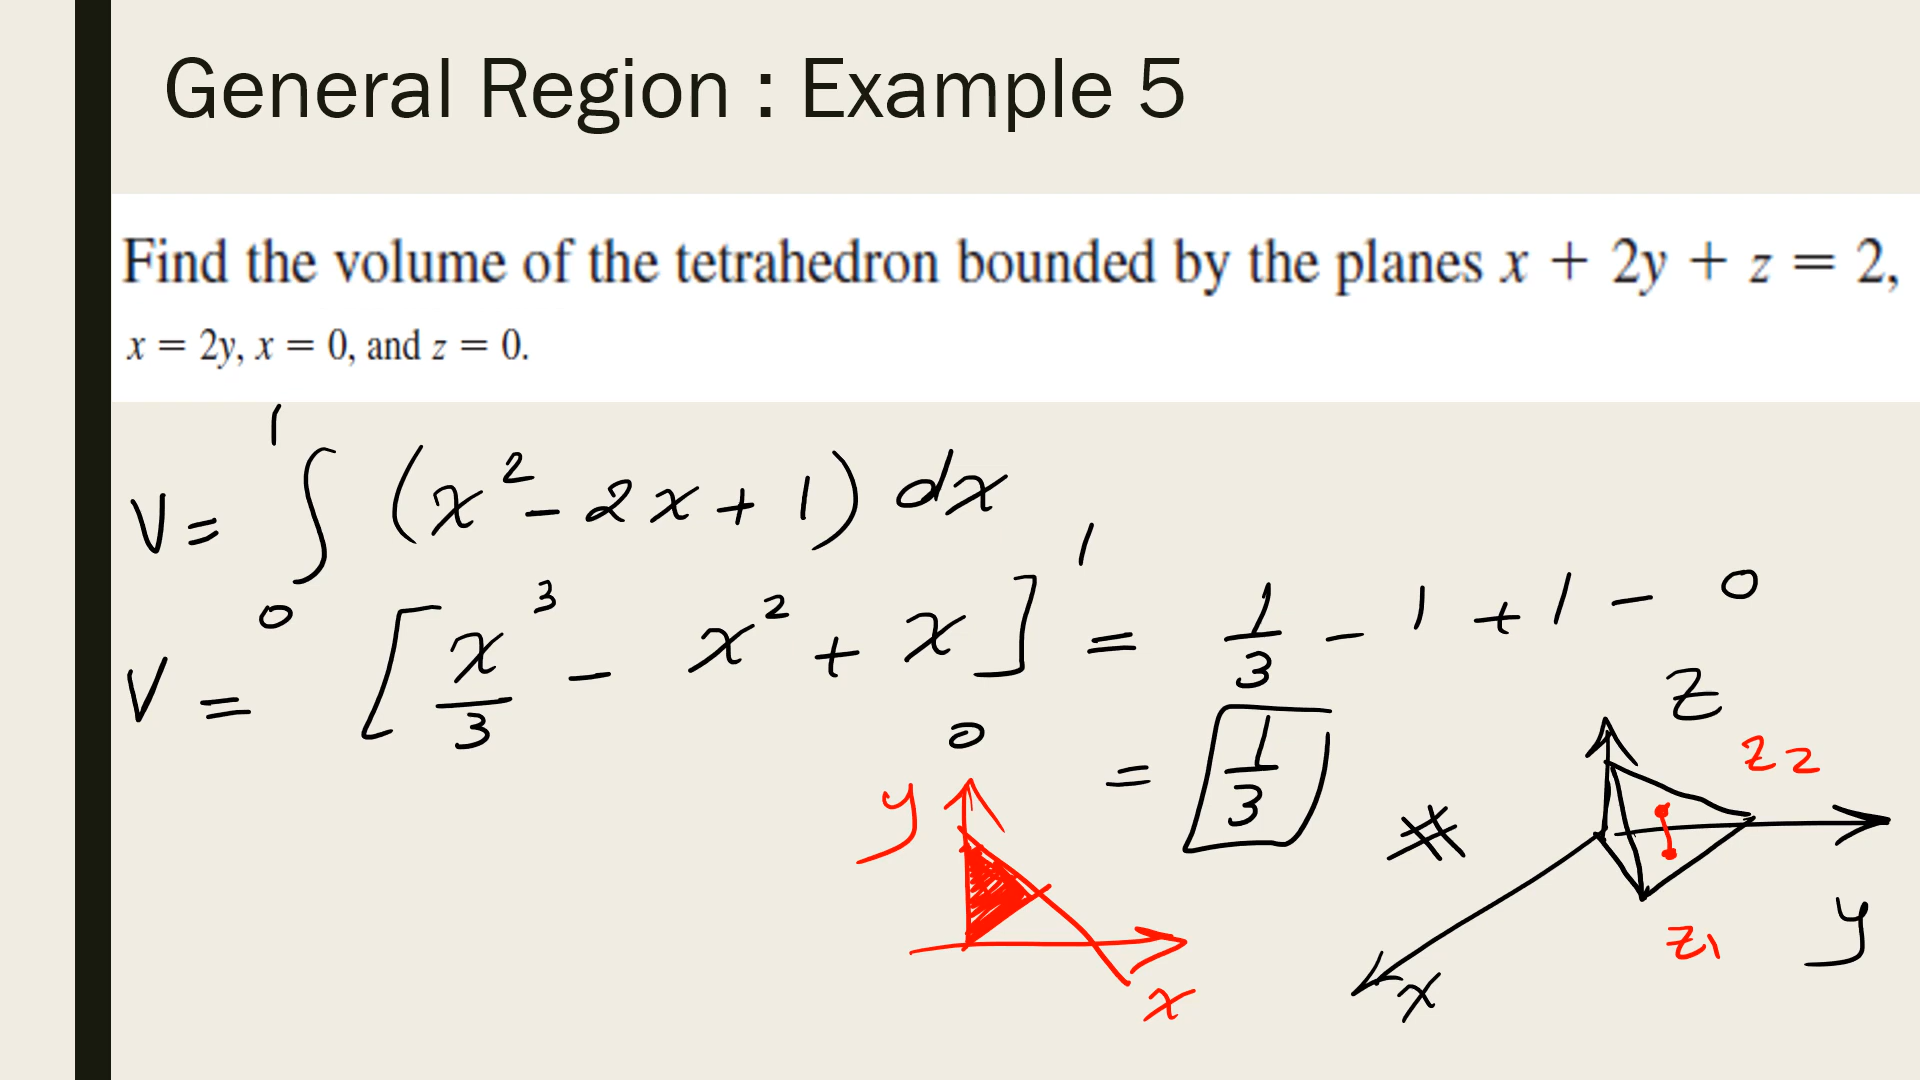 General Region : Example 5
Find the volume of the tetrahedron bounded by the planes x + 2y + z = 2,
x = 2y, x = 0, and z = 0.
V = ∫₀¹ (x² - 2x + 1) dx
V = [x³/3 - x² + x]₀¹ = 1/3 - 1 + 1 - 0
= 1/3
y
x
z
z2
z1
y
x